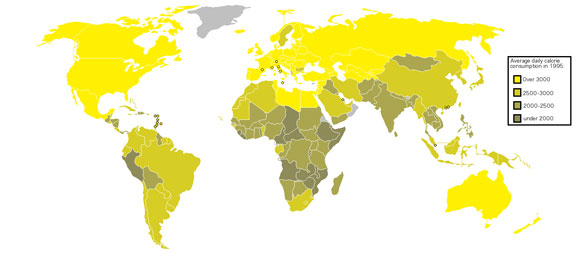 Average daily calorie
consumption in 1995:
Over 3000
2500-3000
2000-2500
under 2000